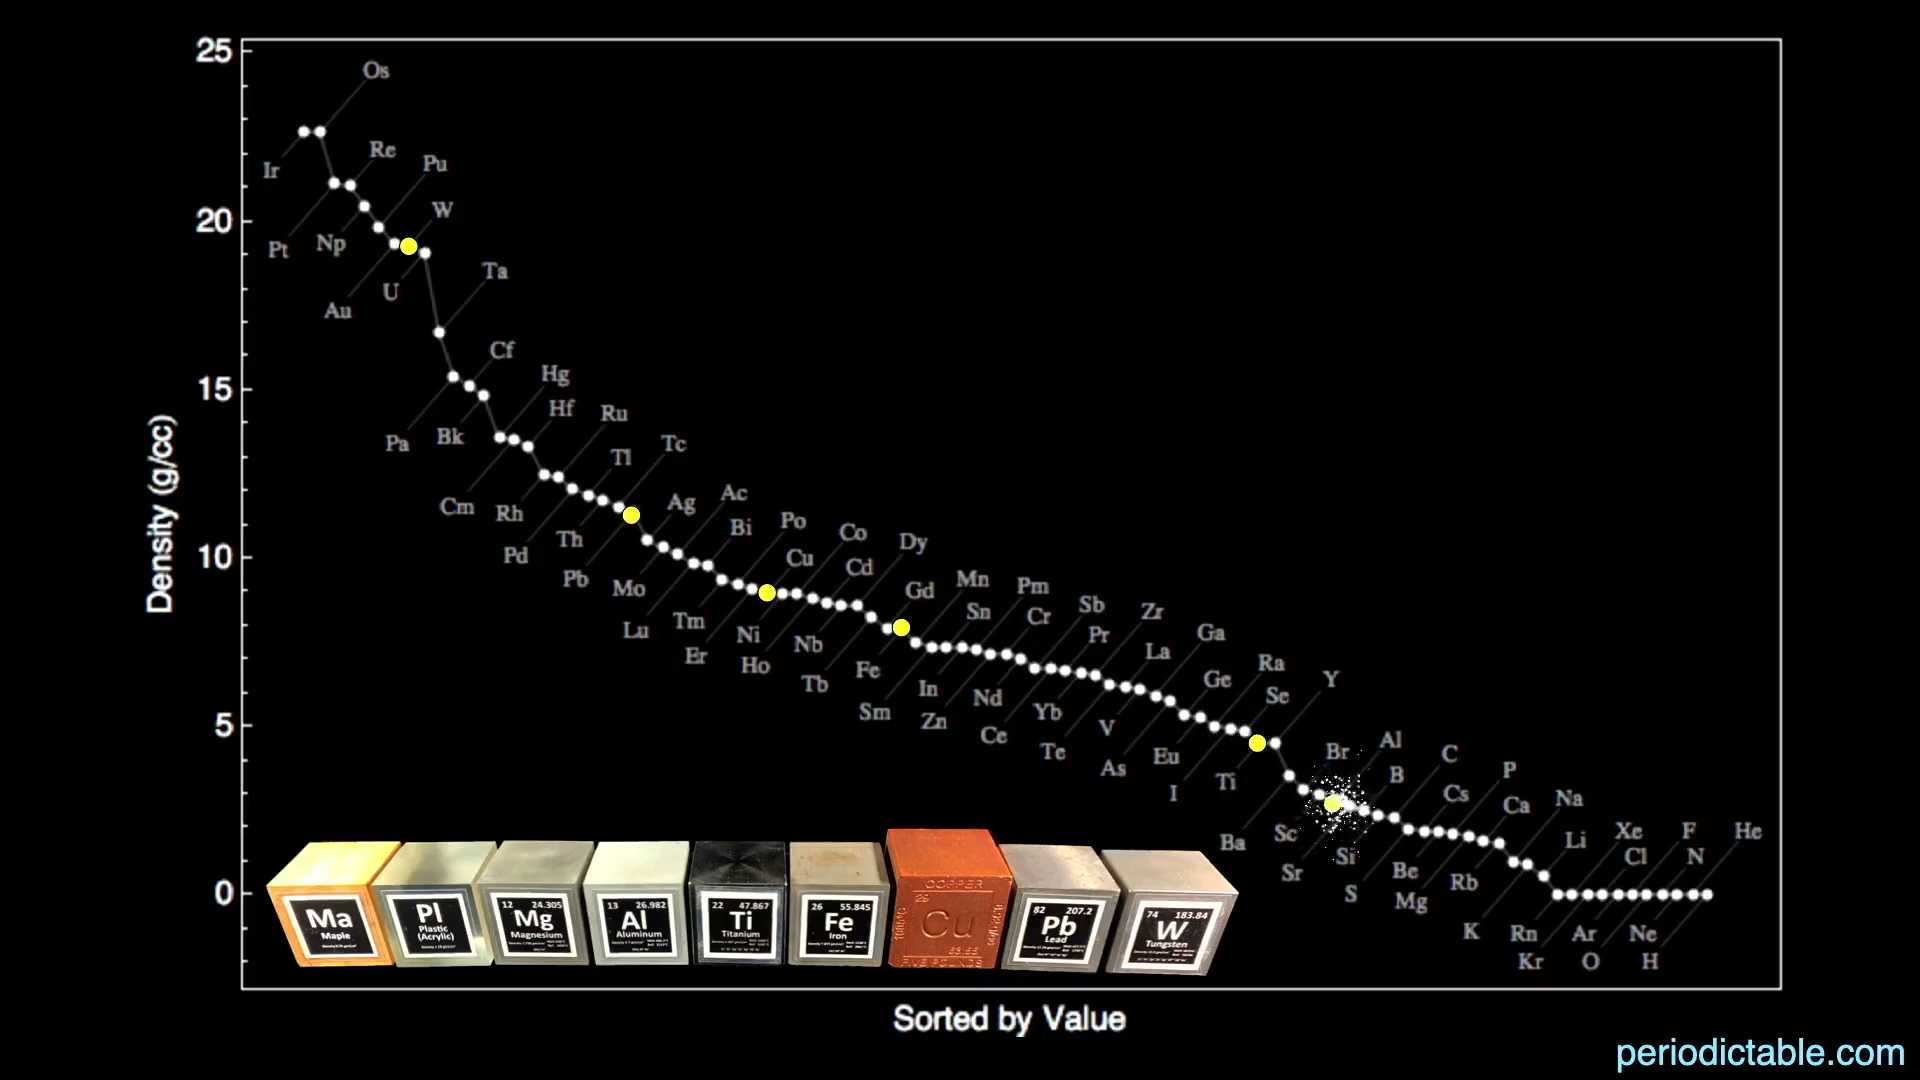 25
Os
Re
Pu
Ir
W
20
Pt
Np
Ta
U
Au
Cf
Hg
15
Hf
Ru
Pa
Bk
Tc
Tl
Cm
Rh
Ag
Ac
Bi
Po
Co
Dy
10
Pd
Th
Cu
Cd
Pb
Mo
Gd
Mn
Pm
Density (g/cc)
Lu
Tm
Ni
Nb
Sn
Cr
Sb
Zr
Er
Ho
Tb
Fe
Pr
Ga
In
Nd
La
Ra
Sm
Zn
Yb
Ge
Se
Y
5
Ce
Te
V
As
Eu
I
Ti
Br
Al
B
C
P
Cs
Ca
Na
Ba
Sc
Si
Sr
S
Be
Mg
Rb
Li
Xe
Cl
F
N
He
0
K
Rn
Kr
Ar
O
Ne
H
Ma
Maple
Pl
Plastic
(Acrylic)
12 24.305
Mg
Magnesium
13 26.982
Al
Aluminum
22 47.867
Ti
Titanium
26 55.845
Fe
Iron
COPPER
29
Cu
63.55
FIVE POUNDS
82 207.2
Pb
Lead
74 183.84
W
Tungsten
Sorted by Value
periodictable.com